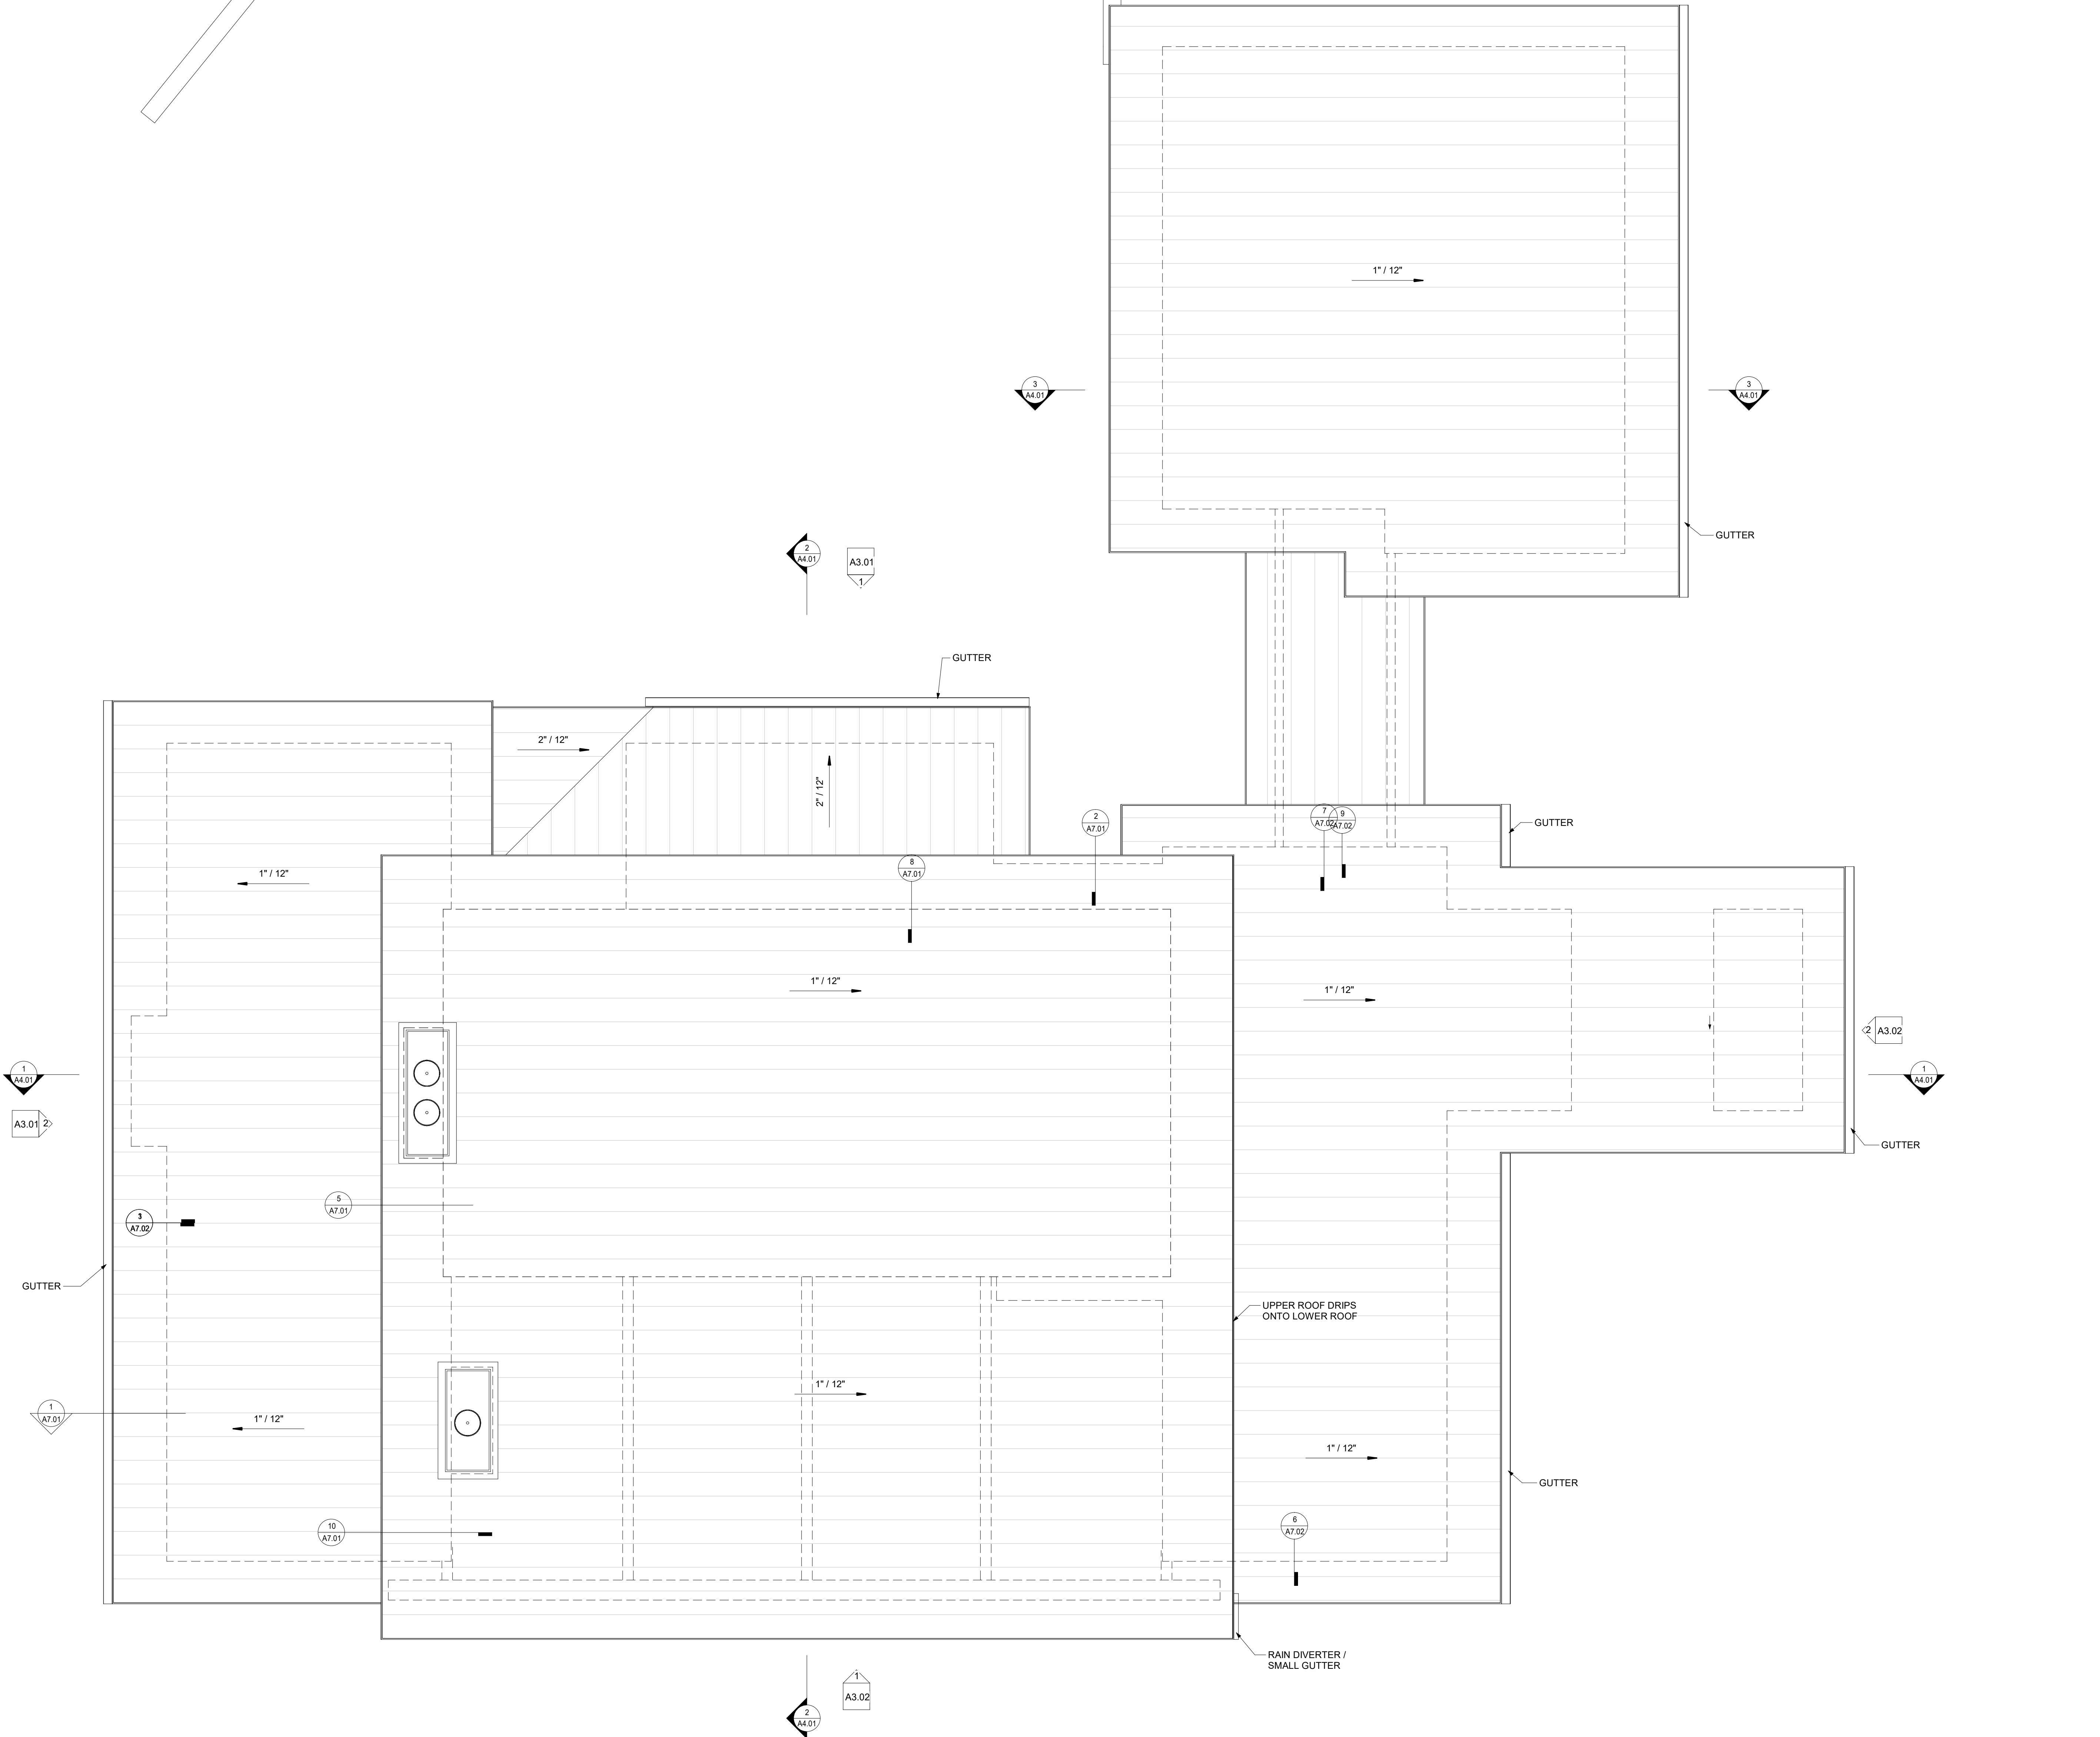 1" / 12"
3
A4.01
3
A4.01
GUTTER
2
A4.01
A3.01
1
GUTTER
2" / 12"
2" / 12"
2
A7.01
7
A7.02
9
A7.02
GUTTER
8
A7.01
1" / 12"
1" / 12"
1" / 12"
2
A3.02
1
A4.01
1
A4.01
A3.01
2
GUTTER
5
A7.01
3
A7.02
GUTTER
UPPER ROOF DRIPS
ONTO LOWER ROOF
1" / 12"
1
A7.01
1" / 12"
1" / 12"
GUTTER
10
A7.01
6
A7.02
RAIN DIVERTER /
SMALL GUTTER
1
A3.02
2
A4.01